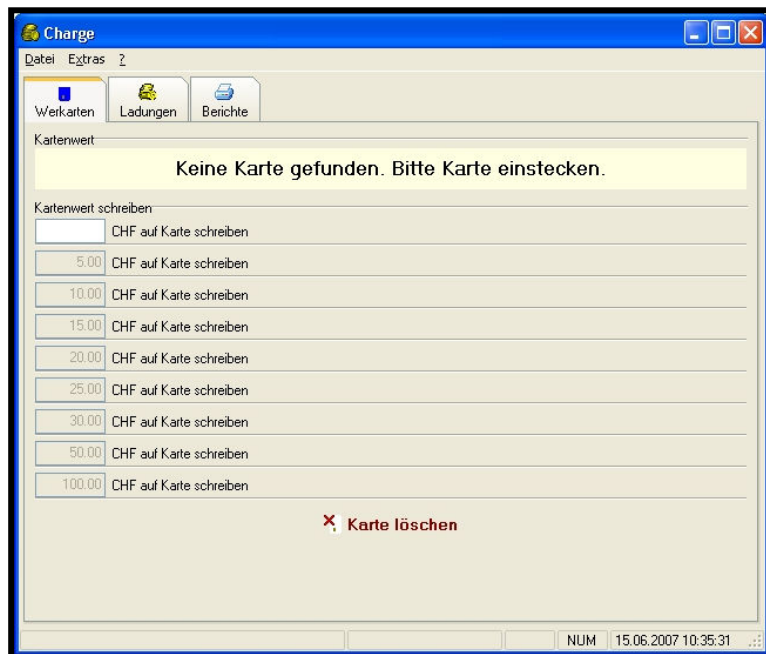 Charge
Datei Extras ?
Werkarten Ladungen Berichte
Kartenwert
Keine Karte gefunden. Bitte Karte einstecken.
Kartenwert schreiben
CHF auf Karte schreiben
5.00 CHF auf Karte schreiben
10.00 CHF auf Karte schreiben
15.00 CHF auf Karte schreiben
20.00 CHF auf Karte schreiben
25.00 CHF auf Karte schreiben
30.00 CHF auf Karte schreiben
50.00 CHF auf Karte schreiben
100.00 CHF auf Karte schreiben
Karte löschen
NUM 15.06.2007 10:35:31